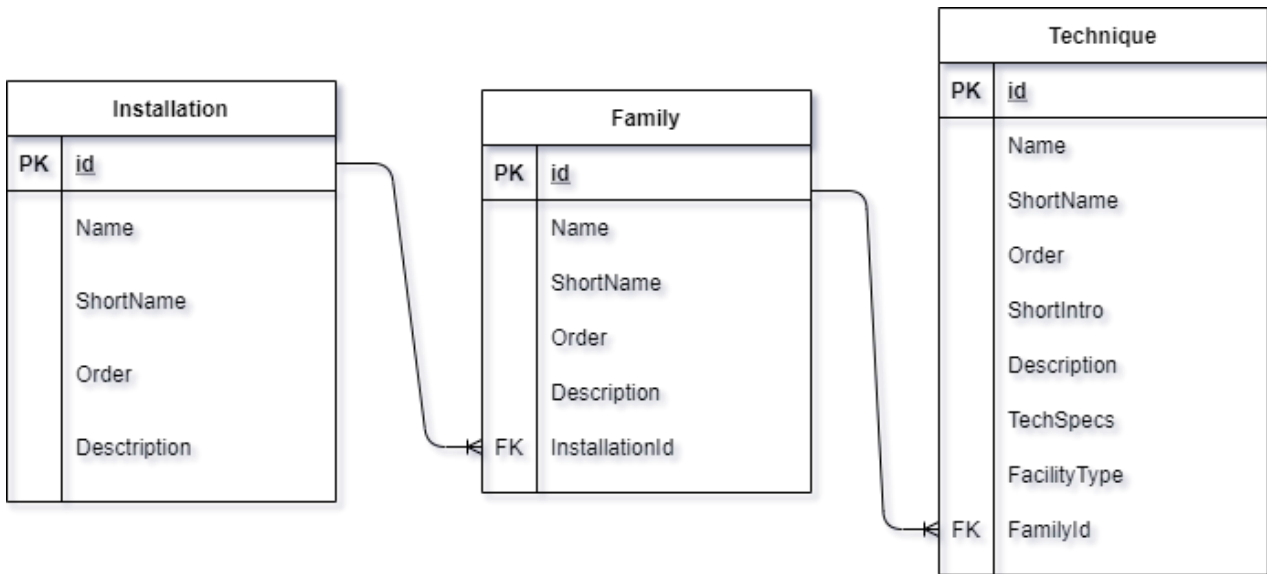 Installation
PK id
Name
ShortName
Order
Desctription
Family
PK id
Name
ShortName
Order
Description
FK InstallationId
Technique
PK id
Name
ShortName
Order
ShortIntro
Description
TechSpecs
FacilityType
FK FamilyId